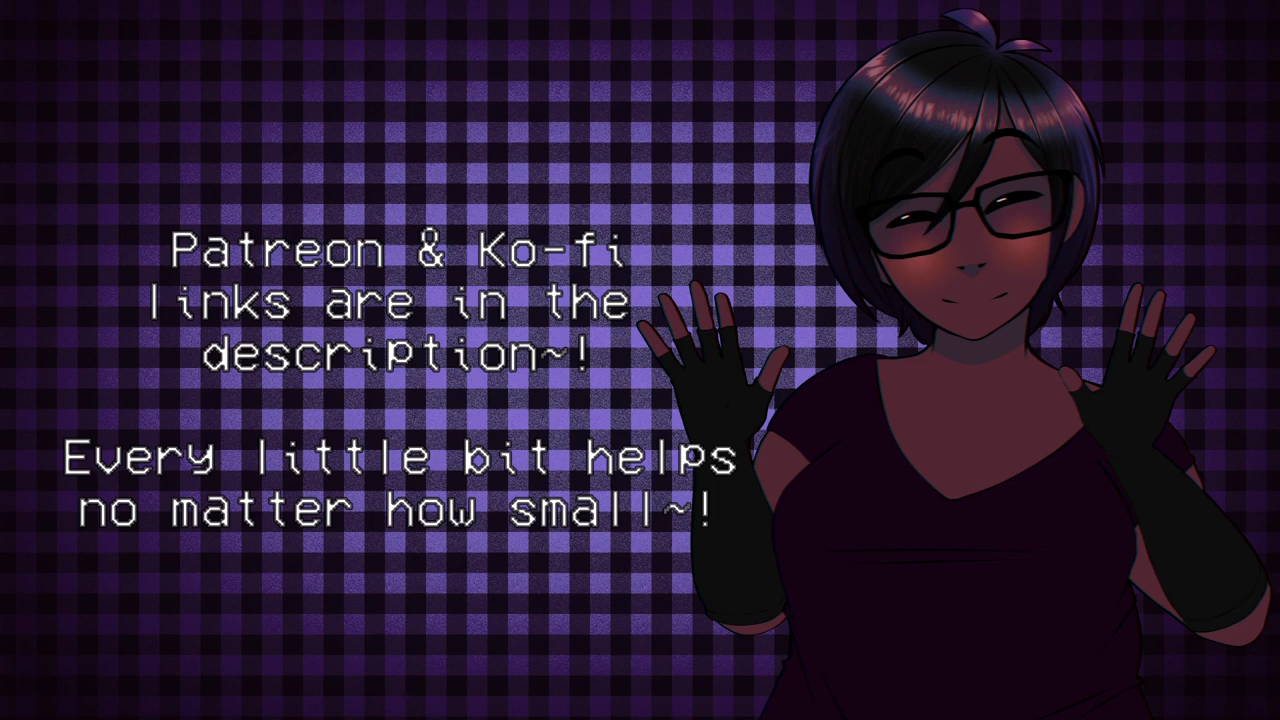 Patreon & Ko-fi
links are in the
description~!
Every little bit helps
no matter how small~!